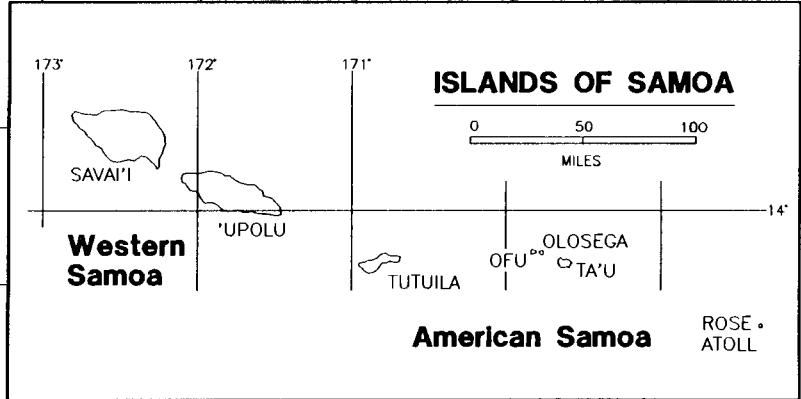 173°
172°
171°
ISLANDS OF SAMOA
0 50 100
MILES
SAVAI'I
14°
'UPOLU
Western
Samoa
OLOSEGA
OFU
TA'U
TUTUILA
American Samoa
ROSE
ATOLL